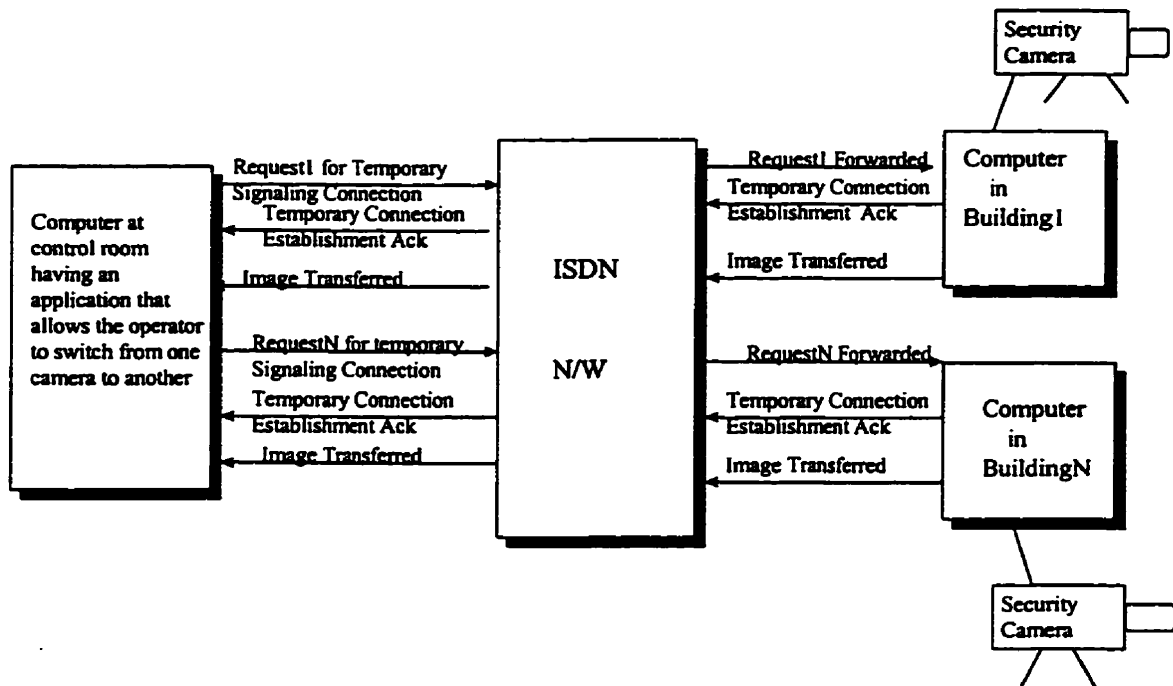 Security
Camera
Request1 for Temporary
Signaling Connection
Temporary Connection
Establishment Ack
Image Transferred
RequestN for temporary
Signaling Connection
Temporary Connection
Establishment Ack
Image Transferred
Computer at
control room
having an
application that
allows the operator
to switch from one
camera to another
ISDN
N/W
Request1 Forwarded
Temporary Connection
Establishment Ack
Image Transferred
RequestN Forwarded
Temporary Connection
Establishment Ack
Image Transferred
Computer
in
Building1
Computer
in
BuildingN
Security
Camera